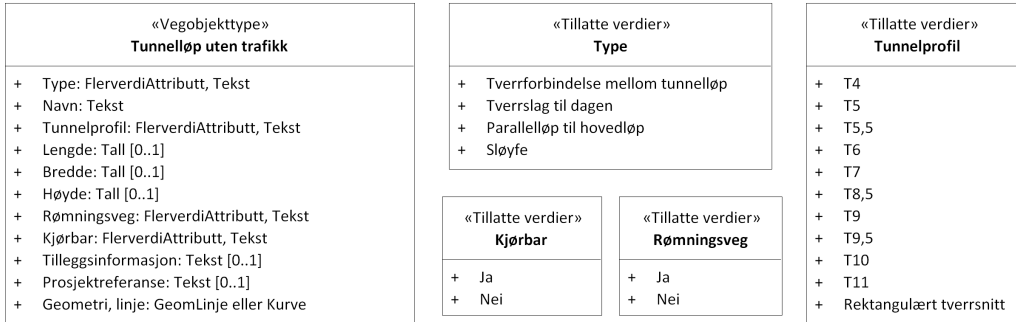 «Vegobjekttype»
Tunnelløp uten trafikk
+ Type: FlerverdiAttributt, Tekst
+ Navn: Tekst
+ Tunnelprofil: FlerverdiAttributt, Tekst
+ Lengde: Tall [0..1]
+ Bredde: Tall [0..1]
+ Høyde: Tall [0..1]
+ Rømningsveg: FlerverdiAttributt, Tekst
+ Kjørbar: FlerverdiAttributt, Tekst
+ Tilleggsinformasjon: Tekst [0..1]
+ Prosjektreferanse: Tekst [0..1]
+ Geometri, linje: GeomLinje eller Kurve
«Tillatte verdier»
Type
+ Tverrforbindelse mellom tunnelløp
+ Tverrslag til dagen
+ Parallelløp til hovedløp
+ Sløyfe
«Tillatte verdier»
Kjørbar
+ Ja
+ Nei
«Tillatte verdier»
Rømningsveg
+ Ja
+ Nei
«Tillatte verdier»
Tunnelprofil
+ T4
+ T5
+ T5,5
+ T6
+ T7
+ T8,5
+ T9
+ T9,5
+ T10
+ T11
+ Rektangulært tverrsnitt